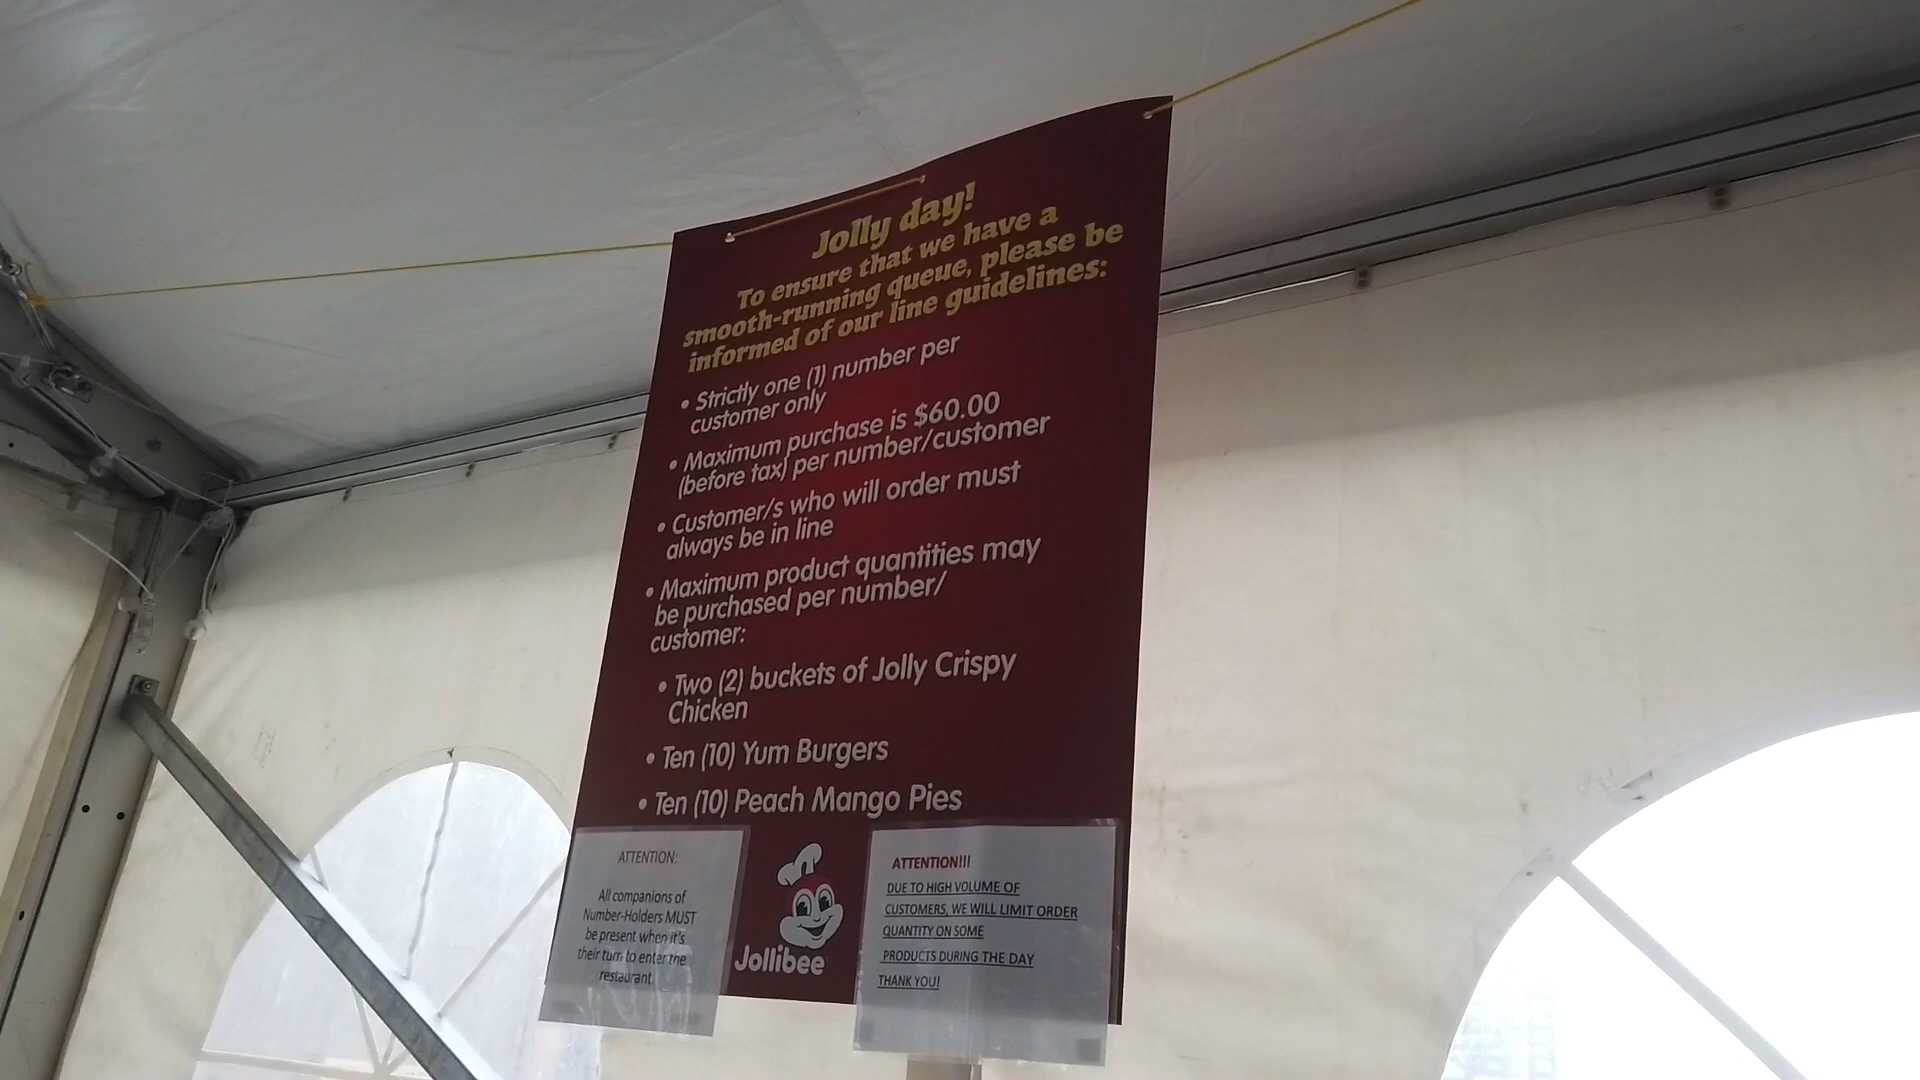 Jolly day!
To ensure that we have a
smooth-running queue, please be
informed of our line guidelines:
• Strictly one (1) number per
customer only
• Maximum purchase is $60.00
(before tax) per number/customer
• Customer/s who will order must
always be in line
• Maximum product quantities may
be purchased per number/
customer:
• Two (2) buckets of Jolly Crispy
Chicken
• Ten (10) Yum Burgers
• Ten (10) Peach Mango Pies
ATTENTION:
All companions of
Number-Holders MUST
be present when it's
their turn to enter the
restaurant.
Jollibee
ATTENTION!!!
DUE TO HIGH VOLUME OF
CUSTOMERS, WE WILL LIMIT ORDER
QUANTITY ON SOME
PRODUCTS DURING THE DAY
THANK YOU!